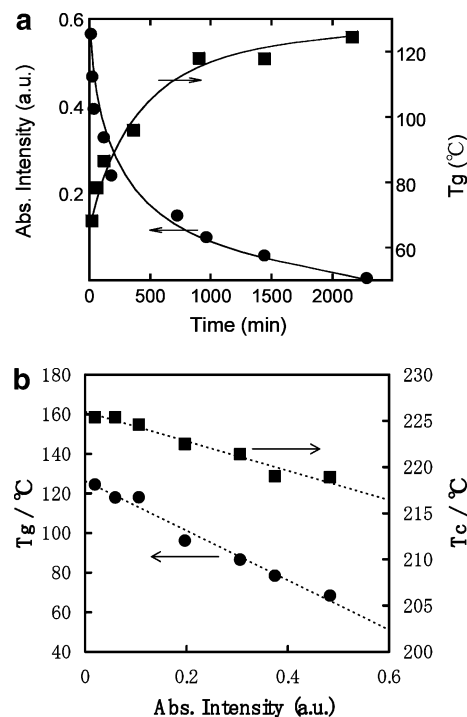 a
0.6
0.4
0.2
Abs. Intensity (a.u.)
120
100
80
60
Tg (℃)
0 500 1000 1500 2000
Time (min)
b
180
160
140
120
100
80
60
40
Tg / ℃
230
225
220
215
210
205
200
Tc / ℃
0 0.2 0.4 0.6
Abs. Intensity (a.u.)